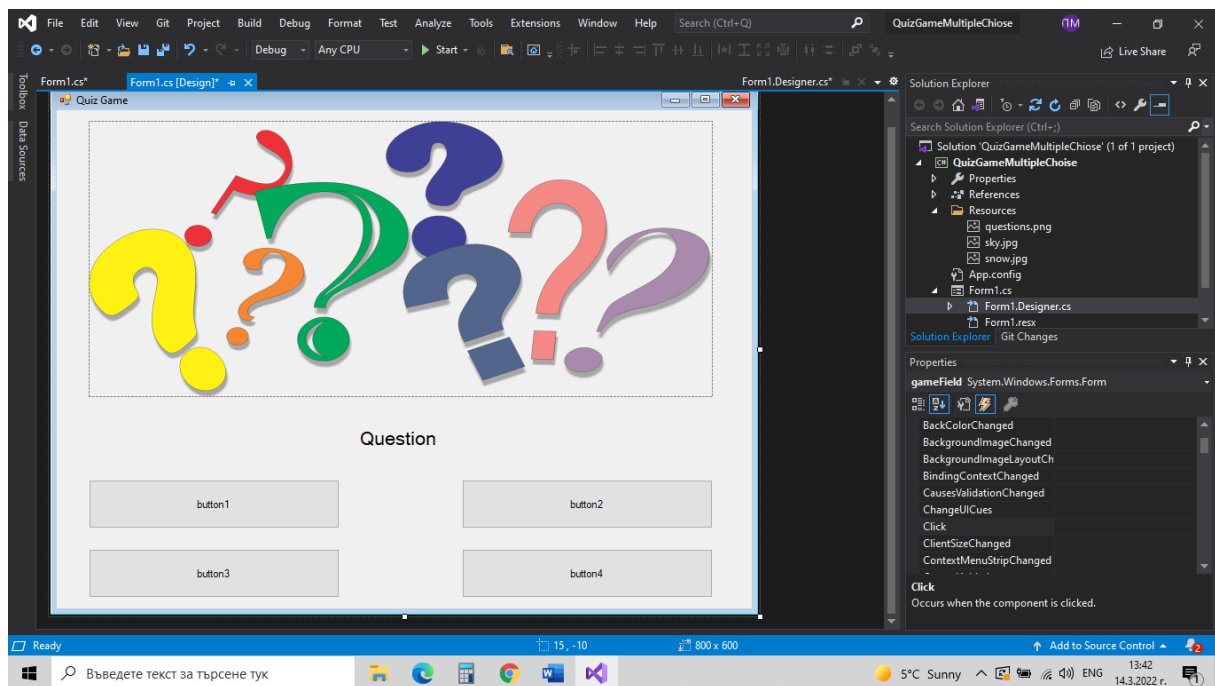 File Edit View Git Project Build Debug Format Test Analyze Tools Extensions Window Help Search (Ctrl+Q) QuizGameMultipleChiose ПМ
Debug Any CPU Start Live Share
Toolbox
Data Sources
Form1.cs* Form1.cs [Design]* Form1.Designer.cs*
Quiz Game
Question
button1 button2
button3 button4
Solution Explorer
Search Solution Explorer (Ctrl+;)
Solution 'QuizGameMultipleChiose' (1 of 1 project)
QuizGameMultipleChoise
Properties
References
Resources
questions.png
sky.jpg
snow.jpg
App.config
Form1.cs
Form1.Designer.cs
Form1.resx
Solution Explorer Git Changes
Properties
gameField System.Windows.Forms.Form
BackColorChanged
BackgroundImageChanged
BackgroundImageLayoutCh
BindingContextChanged
CausesValidationChanged
ChangeUICues
Click
ClientSizeChanged
ContextMenuStripChanged
Click
Occurs when the component is clicked.
Ready 15 , -10 800 x 600 Add to Source Control 2
Въведете текст за търсене тук 5°C Sunny ENG 13:42
14.3.2022 г. 1